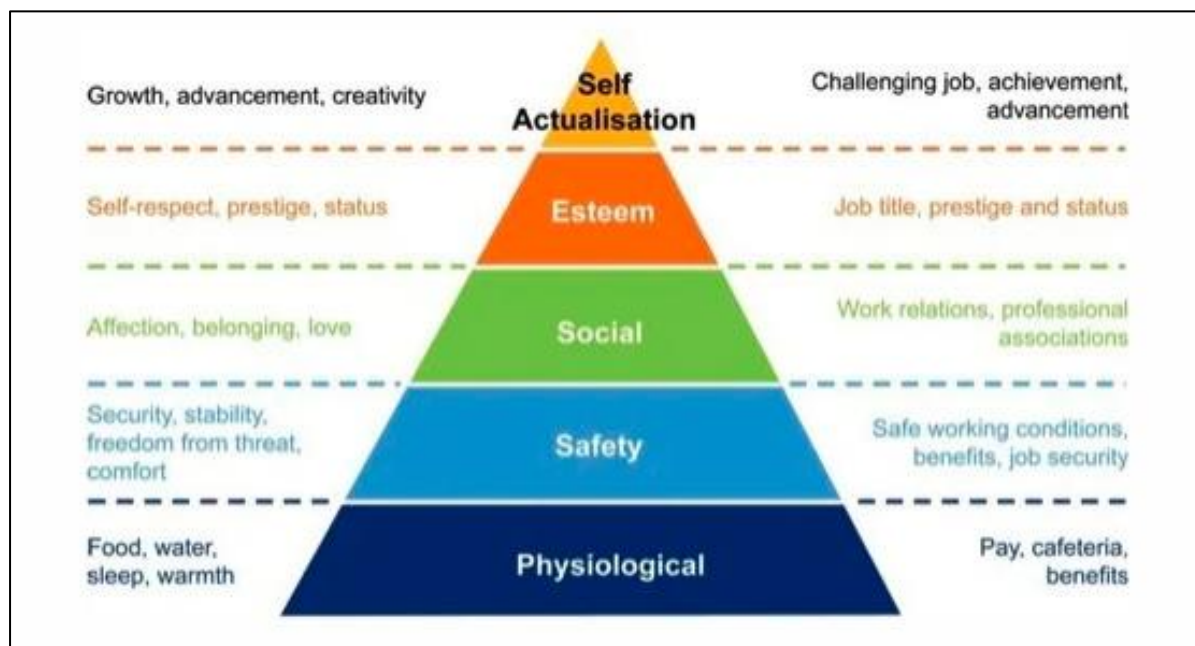 Growth, advancement, creativity
Self
Actualisation
Challenging job, achievement,
advancement
Self-respect, prestige, status
Esteem
Job title, prestige and status
Affection, belonging, love
Social
Work relations, professional
associations
Security, stability,
freedom from threat,
comfort
Safety
Safe working conditions,
benefits, job security
Food, water,
sleep, warmth
Physiological
Pay, cafeteria,
benefits